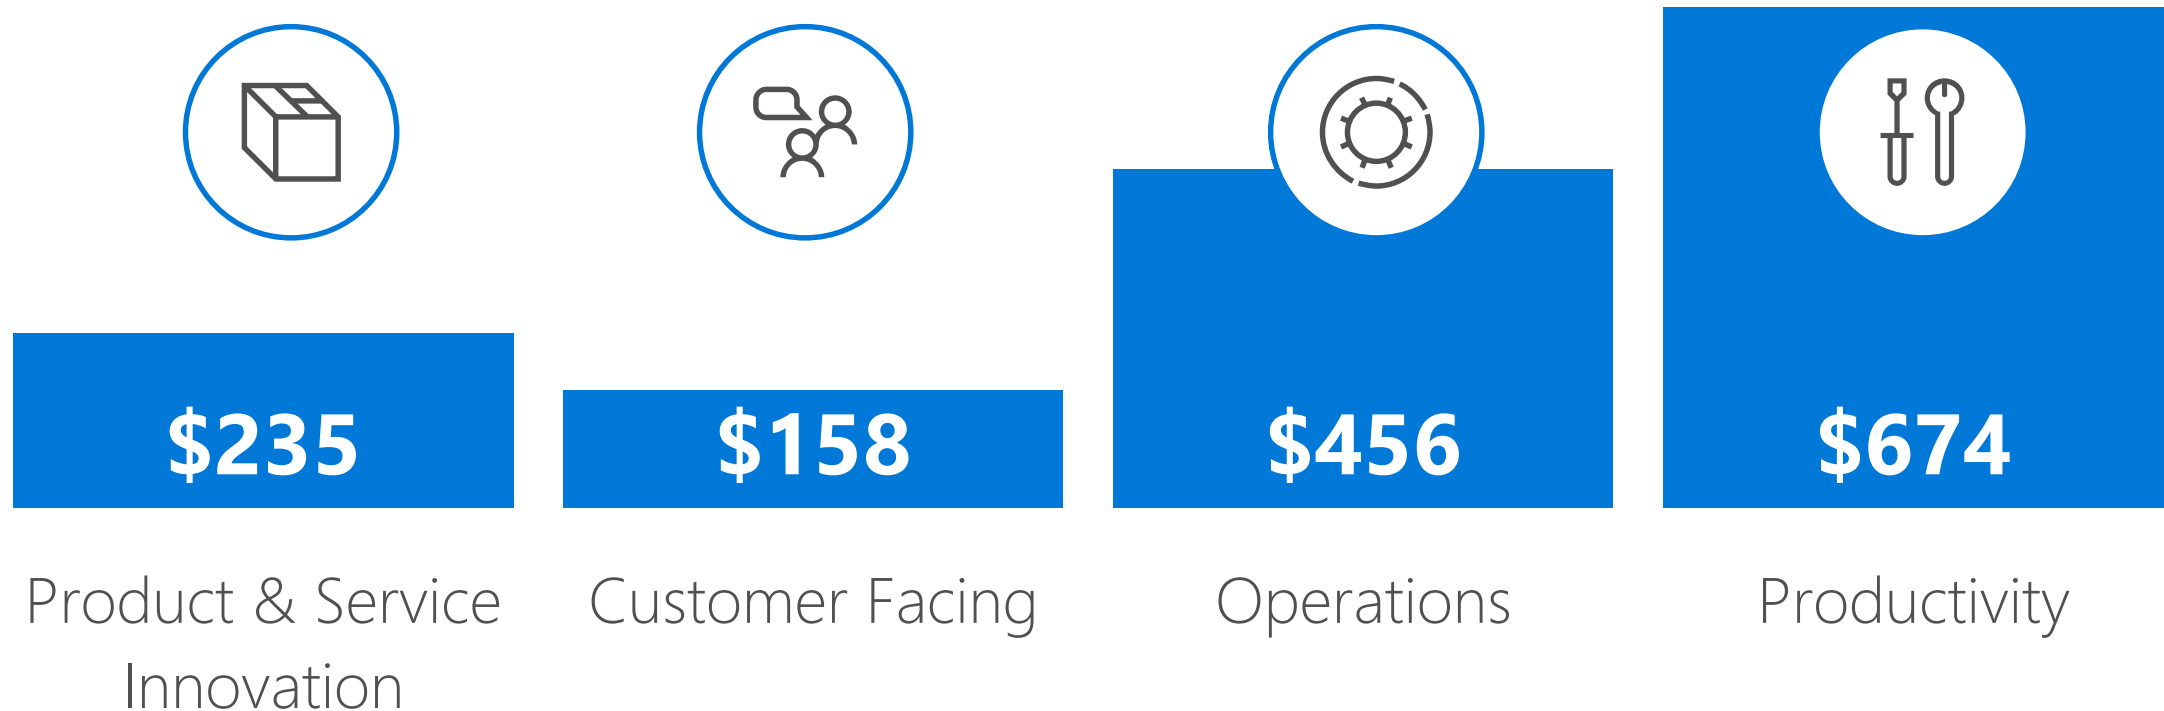 $235
$158
$456
$674
Product & Service
Innovation
Customer Facing
Operations
Productivity